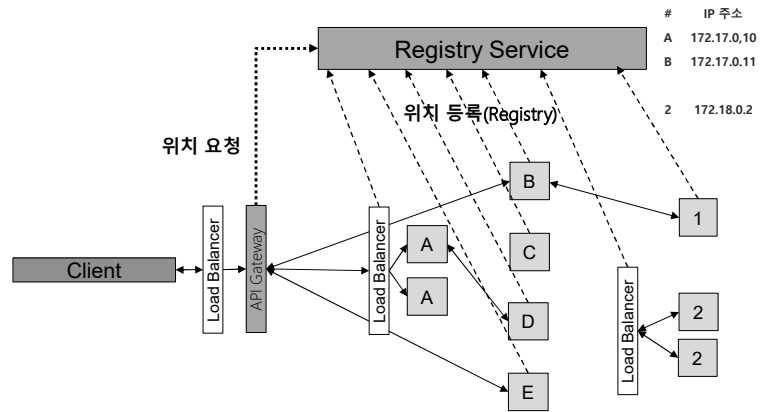 # IP 주소
A 172.17.0,10
B 172.17.0.11
2 172.18.0.2
Registry Service
위치 등록(Registry)
위치 요청
Client
Load Balancer
API Gateway
Load Balancer
A
A
B
C
D
E
1
Load Balancer
2
2